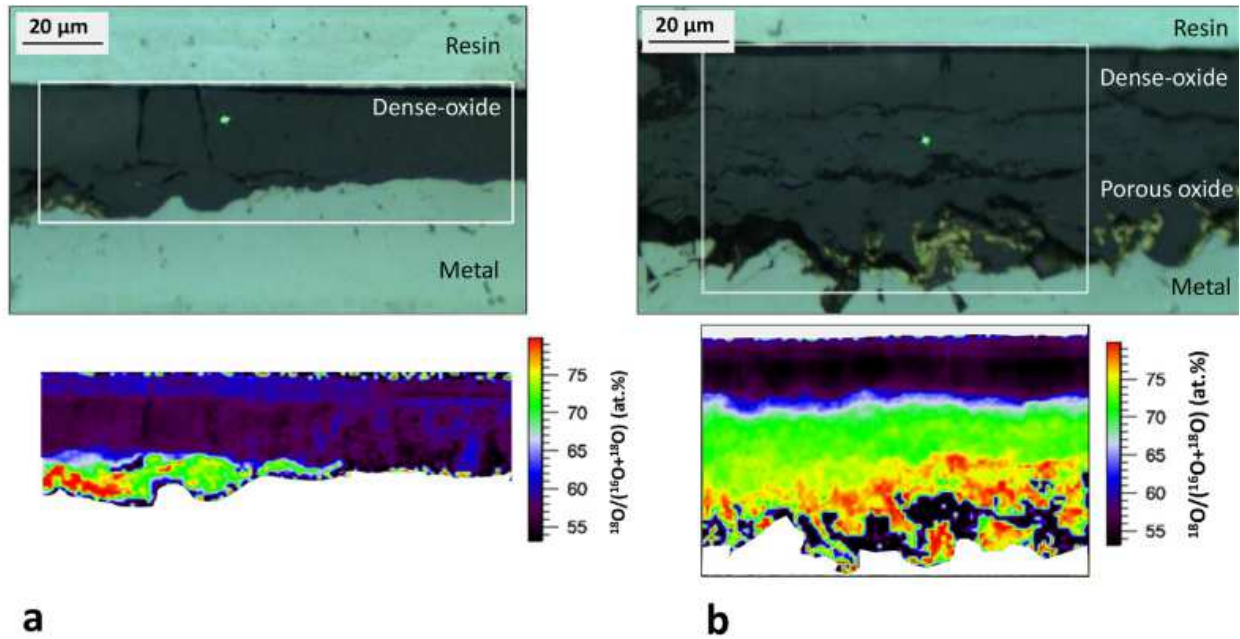 20 µm
Resin
Dense-oxide
Metal
75
70
65
60
55
¹⁸O/(¹⁶O+¹⁸O) (at.%)
a
20 µm
Resin
Dense-oxide
Porous oxide
Metal
75
70
65
60
55
¹⁸O/(¹⁶O+¹⁸O) (at.%)
b